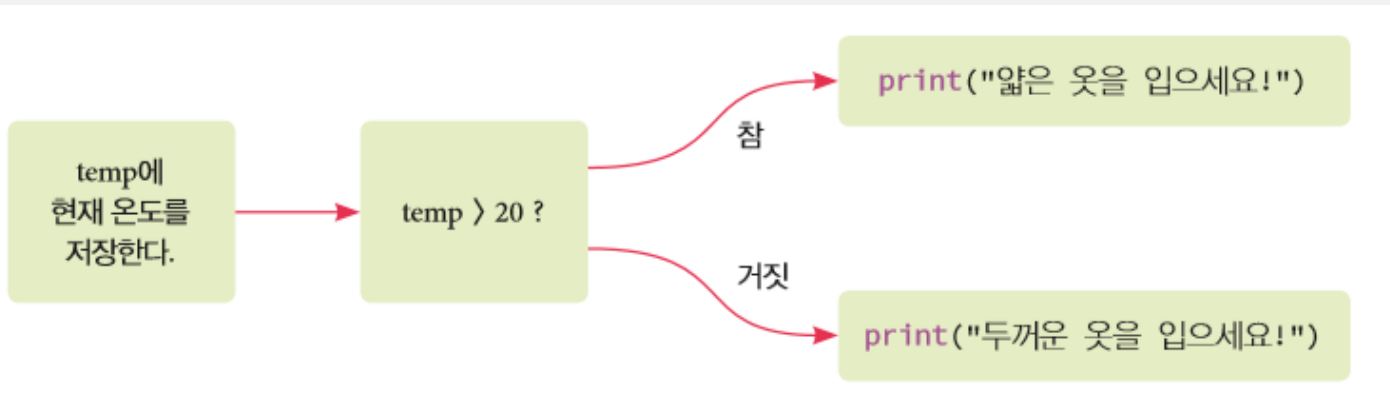 temp에
현재 온도를
저장한다.
temp > 20 ?
참
print("얇은 옷을 입으세요!")
거짓
print("두꺼운 옷을 입으세요!")